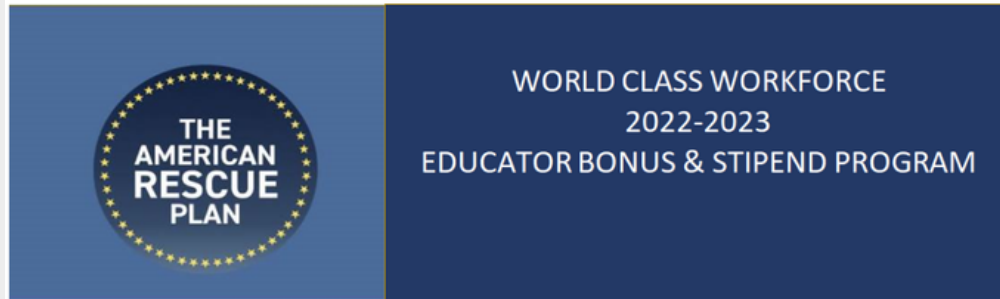 THE
AMERICAN
RESCUE
PLAN
WORLD CLASS WORKFORCE
2022-2023
EDUCATOR BONUS & STIPEND PROGRAM